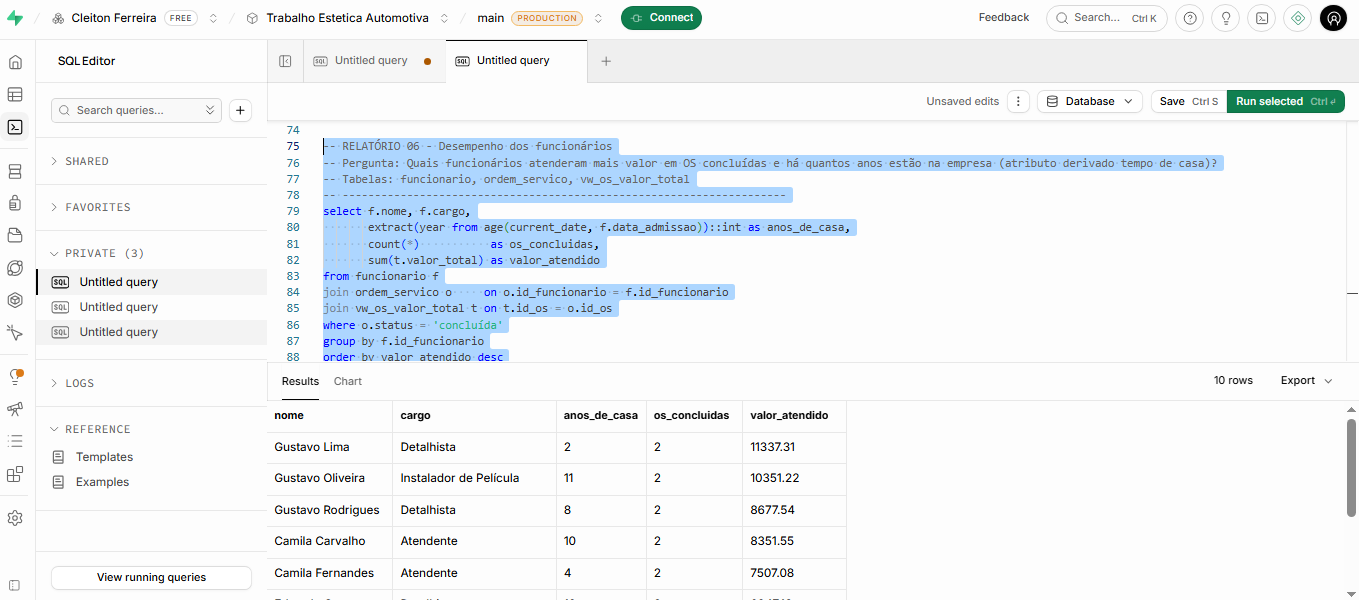 Cleiton Ferreira FREE / Trabalho Estetica Automotiva / main PRODUCTION Connect Feedback Search... Ctrl K
SQL Editor
Untitled query
Untitled query
Search queries...
Unsaved edits Database Save Ctrl S Run selected Ctrl ↵
SHARED
FAVORITES
PRIVATE (3)
Untitled query
Untitled query
Untitled query
LOGS
REFERENCE
Templates
Examples
View running queries
74
75 -- RELATÓRIO 06 - Desempenho dos funcionários
76 -- Pergunta: Quais funcionários atenderam mais valor em OS concluídas e há quantos anos estão na empresa (atributo derivado tempo de casa)?
77 -- Tabelas: funcionario, ordem_servico, vw_os_valor_total
78 -- ---------------------------------------------------------------------
79 select f.nome, f.cargo,
80 extract(year from age(current_date, f.data_admissao))::int as anos_de_casa,
81 count(*) as os_concluidas,
82 sum(t.valor_total) as valor_atendido
83 from funcionario f
84 join ordem_servico o on o.id_funcionario = f.id_funcionario
85 join vw_os_valor_total t on t.id_os = o.id_os
86 where o.status = 'concluída'
87 group by f.id_funcionario
88 order by valor_atendido desc
Results Chart 10 rows Export
nome cargo anos_de_casa os_concluidas valor_atendido
Gustavo Lima Detalhista 2 2 11337.31
Gustavo Oliveira Instalador de Película 11 2 10351.22
Gustavo Rodrigues Detalhista 8 2 8677.54
Camila Carvalho Atendente 10 2 8351.55
Camila Fernandes Atendente 4 2 7507.08